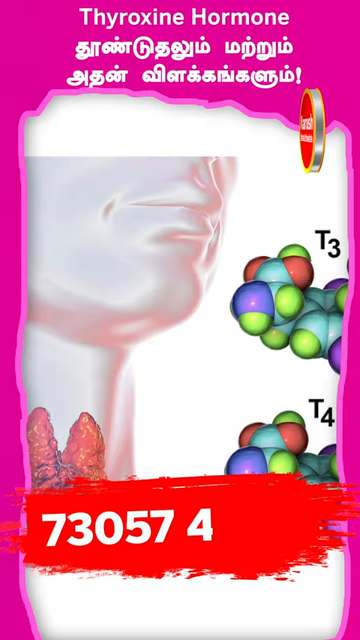 Thyroxine Hormone
தூண்டுதலும் மற்றும்
அதன் விளக்கங்களும்!
T3
T4
73057 4